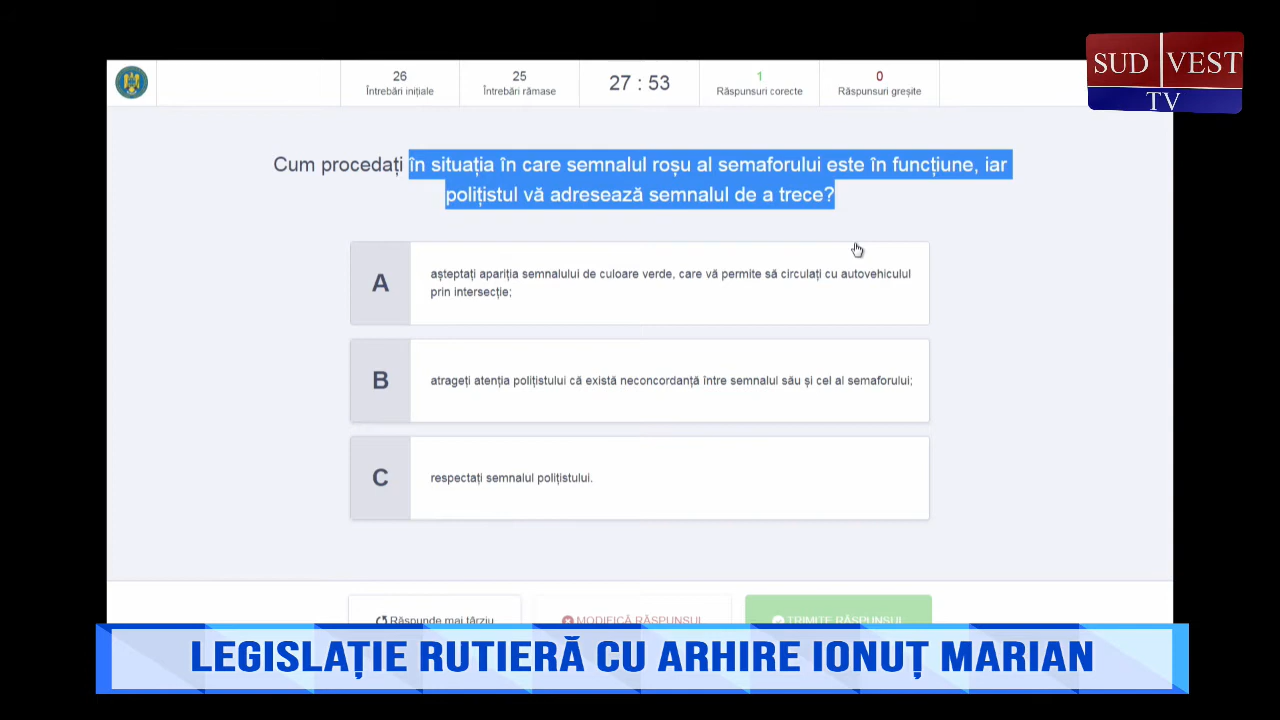 SUD VEST
TV
26
Întrebări inițiale
25
Întrebări rămase
27 : 53
1
Răspunsuri corecte
0
Răspunsuri greșite
Cum procedați în situația în care semnalul roșu al semaforului este în funcțiune, iar
polițistul vă adresează semnalul de a trece?
A
așteptați apariția semnalului de culoare verde, care vă permite să circulați cu autovehiculul
prin intersecție;
B
atrageți atenția polițistului că există neconcordanță între semnalul său și cel al semaforului;
C
respectați semnalul polițistului.
Răspunde mai târziu
MODIFICĂ RĂSPUNSUL
TRIMITE RĂSPUNSUL
LEGISLAȚIE RUTIERĂ CU ARHIRE IONUȚ MARIAN